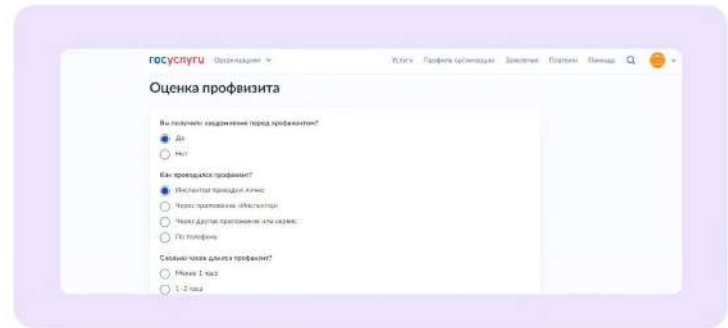 госуслуги Организациям Услуги Профиль организации Заявления Платежи Помощь
Оценка профвизита
Вы получили уведомление перед профвизитом?
Да
Нет
Как проводился профвизит?
Инспектор приходил лично
Через приложение «Инспектор»
Через другое приложение или сервис
По телефону
Сколько часов длился профвизит?
Менее 1 часа
1-2 часа